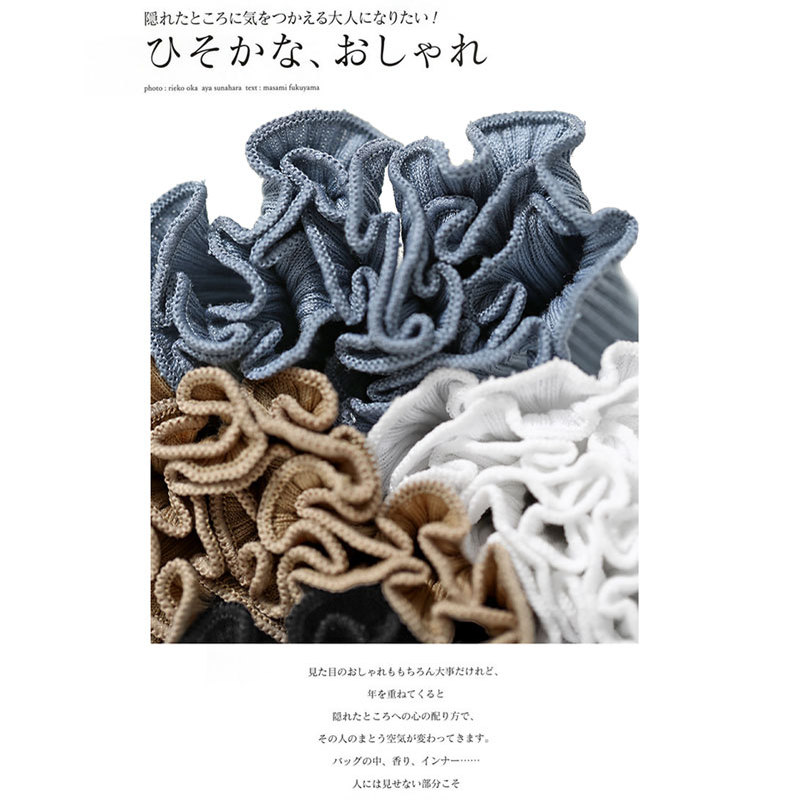 隠れたところに気をつかえる大人になりたい!
ひそかな、おしゃれ
photo : rieko oka aya sunahara text : masami fukuyama
見た目のおしゃれももちろん大事だけれど、
年を重ねてくると
隠れたところへの心の配り方で、
その人のまとう空気が変わってきます。
バッグの中、香り、インナー……
人には見せない部分こそ